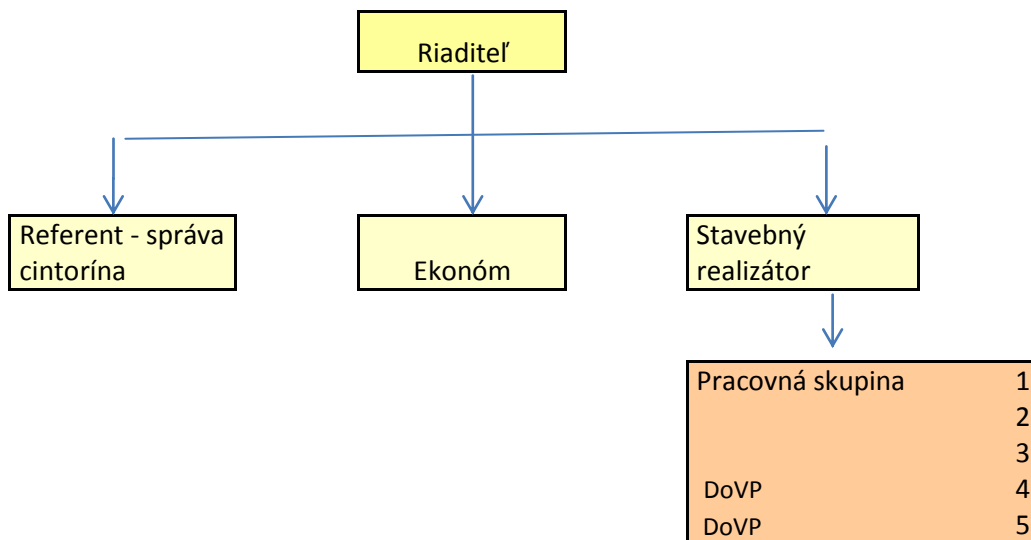 Riaditeľ
Referent - správa
cintorína
Ekonóm
Stavebný
realizátor
Pracovná skupina 1
2
3
DoVP 4
DoVP 5